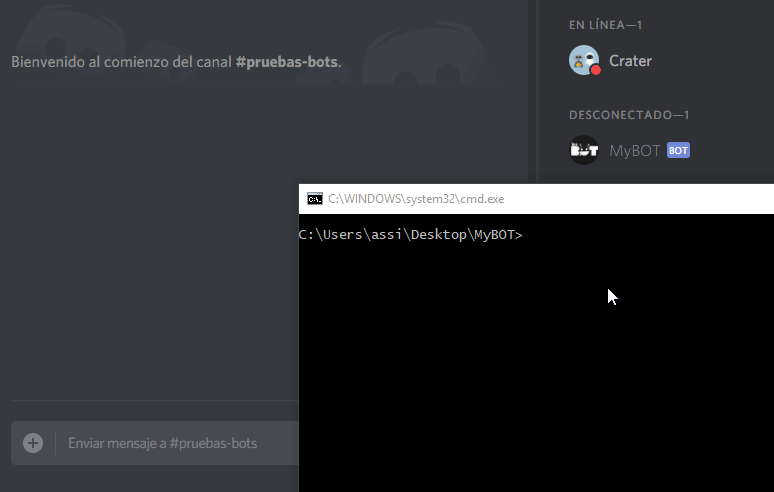 Bienvenido al comienzo del canal #pruebas-bots.
EN LÍNEA—1
Crater
DESCONECTADO—1
BOT
MyBOT BOT
C:\WINDOWS\system32\cmd.exe
C:\Users\assi\Desktop\MyBOT>
Enviar mensaje a #pruebas-bots